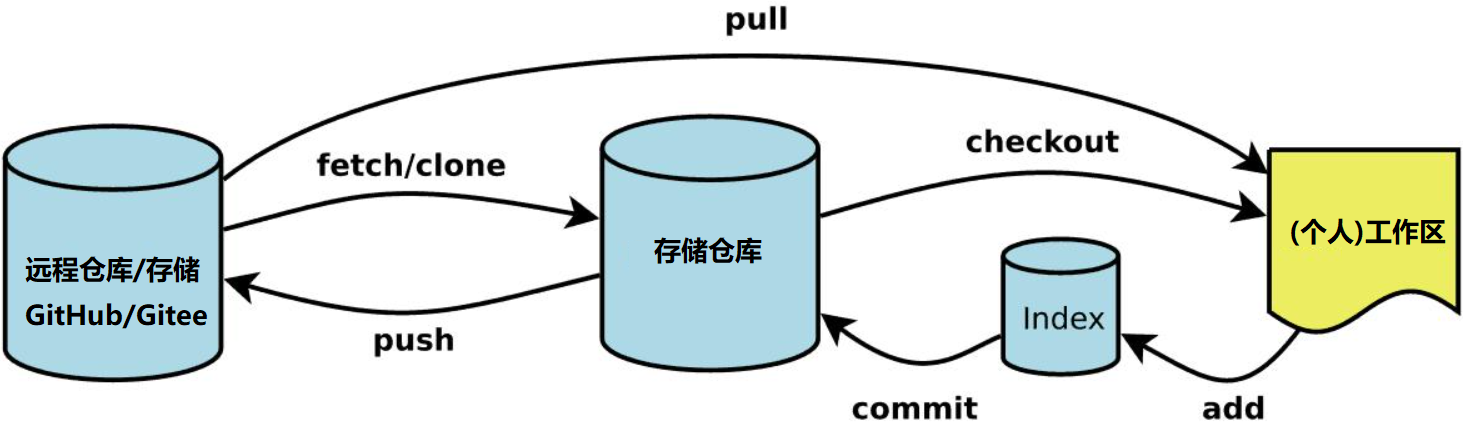 pull
fetch/clone
checkout
远程仓库/存储
GitHub/Gitee
存储仓库
(个人)工作区
Index
push
commit
add